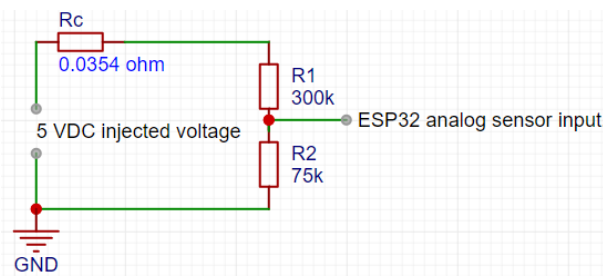 Rc
0.0354 ohm
R1
300k
ESP32 analog sensor input
5 VDC injected voltage
R2
75k
GND